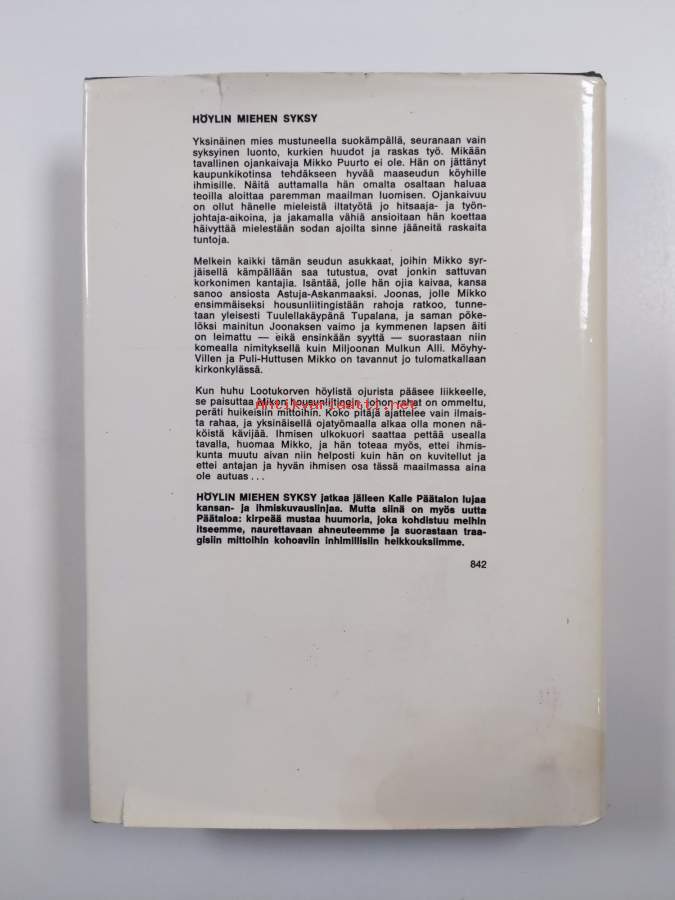 HÖYLIN MIEHEN SYKSY
Yksinäinen mies mustuneella suokämpällä, seuranaan vain
syksyinen luonto, kurkien huudot ja raskas työ. Mikään
tavallinen ojankaivaja Mikko Puurto ei ole. Hän on jättänyt
kaupunkikotinsa tehdäkseen hyvää maaseudun köyhille
ihmisille. Näitä auttamalla hän omalta osaltaan haluaa
teoilla aloittaa paremman maailman luomisen. Ojankaivuu
on ollut hänelle mieleistä iltatyötä jo hitsaaja- ja työn-
johtaja-aikoina, ja jakamalla vähiä ansioitaan hän koettaa
häivyttää mielestään sodan ajoilta sinne jääneitä raskaita
tuntoja.
Melkein kaikki tämän seudun asukkaat, joihin Mikko syr-
jäisellä kämpällään saa tutustua, ovat jonkin sattuvan
korkonimen kantajia. Isäntää, jolle hän ojia kaivaa, kansa
sanoo ansiosta Astuja-Askanmaaksi. Joonas, jolle Mikko
ensimmäiseksi housunliitingistään rahoja ratkoo, tunne-
taan yleisesti Tuulellakäypänä Tupalana, ja saman pöke-
löksi mainitun Joonaksen vaimo ja kymmenen lapsen äiti
on leimattu — eikä ensinkään syyttä — suorastaan niin
komealla nimityksellä kuin Miljoonan Mulkun Alli. Möyhy-
Villen ja Puli-Huttusen Mikko on tavannut jo tulomatkallaan
kirkonkylässä.
Kun huhu Lootukorven höylistä ojurista pääsee liikkeelle,
se paisuttaa Mikon housunliitingin, johon rahat on ommeltu,
peräti huikeisiin mittoihin. Koko pitäjä ajattelee vain ilmais-
ta rahaa, ja yksinäisellä ojatyömaalla alkaa olla monen nä-
köistä kävijää. Ihmisen ulkokuori saattaa pettää usealla
tavalla, huomaa Mikko, ja hän toteaa myös, ettei ihmis-
kunta muutu aivan niin helposti kuin hän on kuvitellut ja
ettei antajan ja hyvän ihmisen osa tässä maailmassa aina
ole autuas...
HÖYLIN MIEHEN SYKSY jatkaa jälleen Kalle Päätalon lujaa
kansan- ja ihmiskuvauslinjaa. Mutta siinä on myös uutta
Päätaloa: kirpeää mustaa huumoria, joka kohdistuu meihin
itseemme, naurettavaan ahneuteemme ja suorastaan traa-
gisiin mittoihin kohoaviin inhimillisiin heikkouksiimme.
842
Antikvariaatti.net